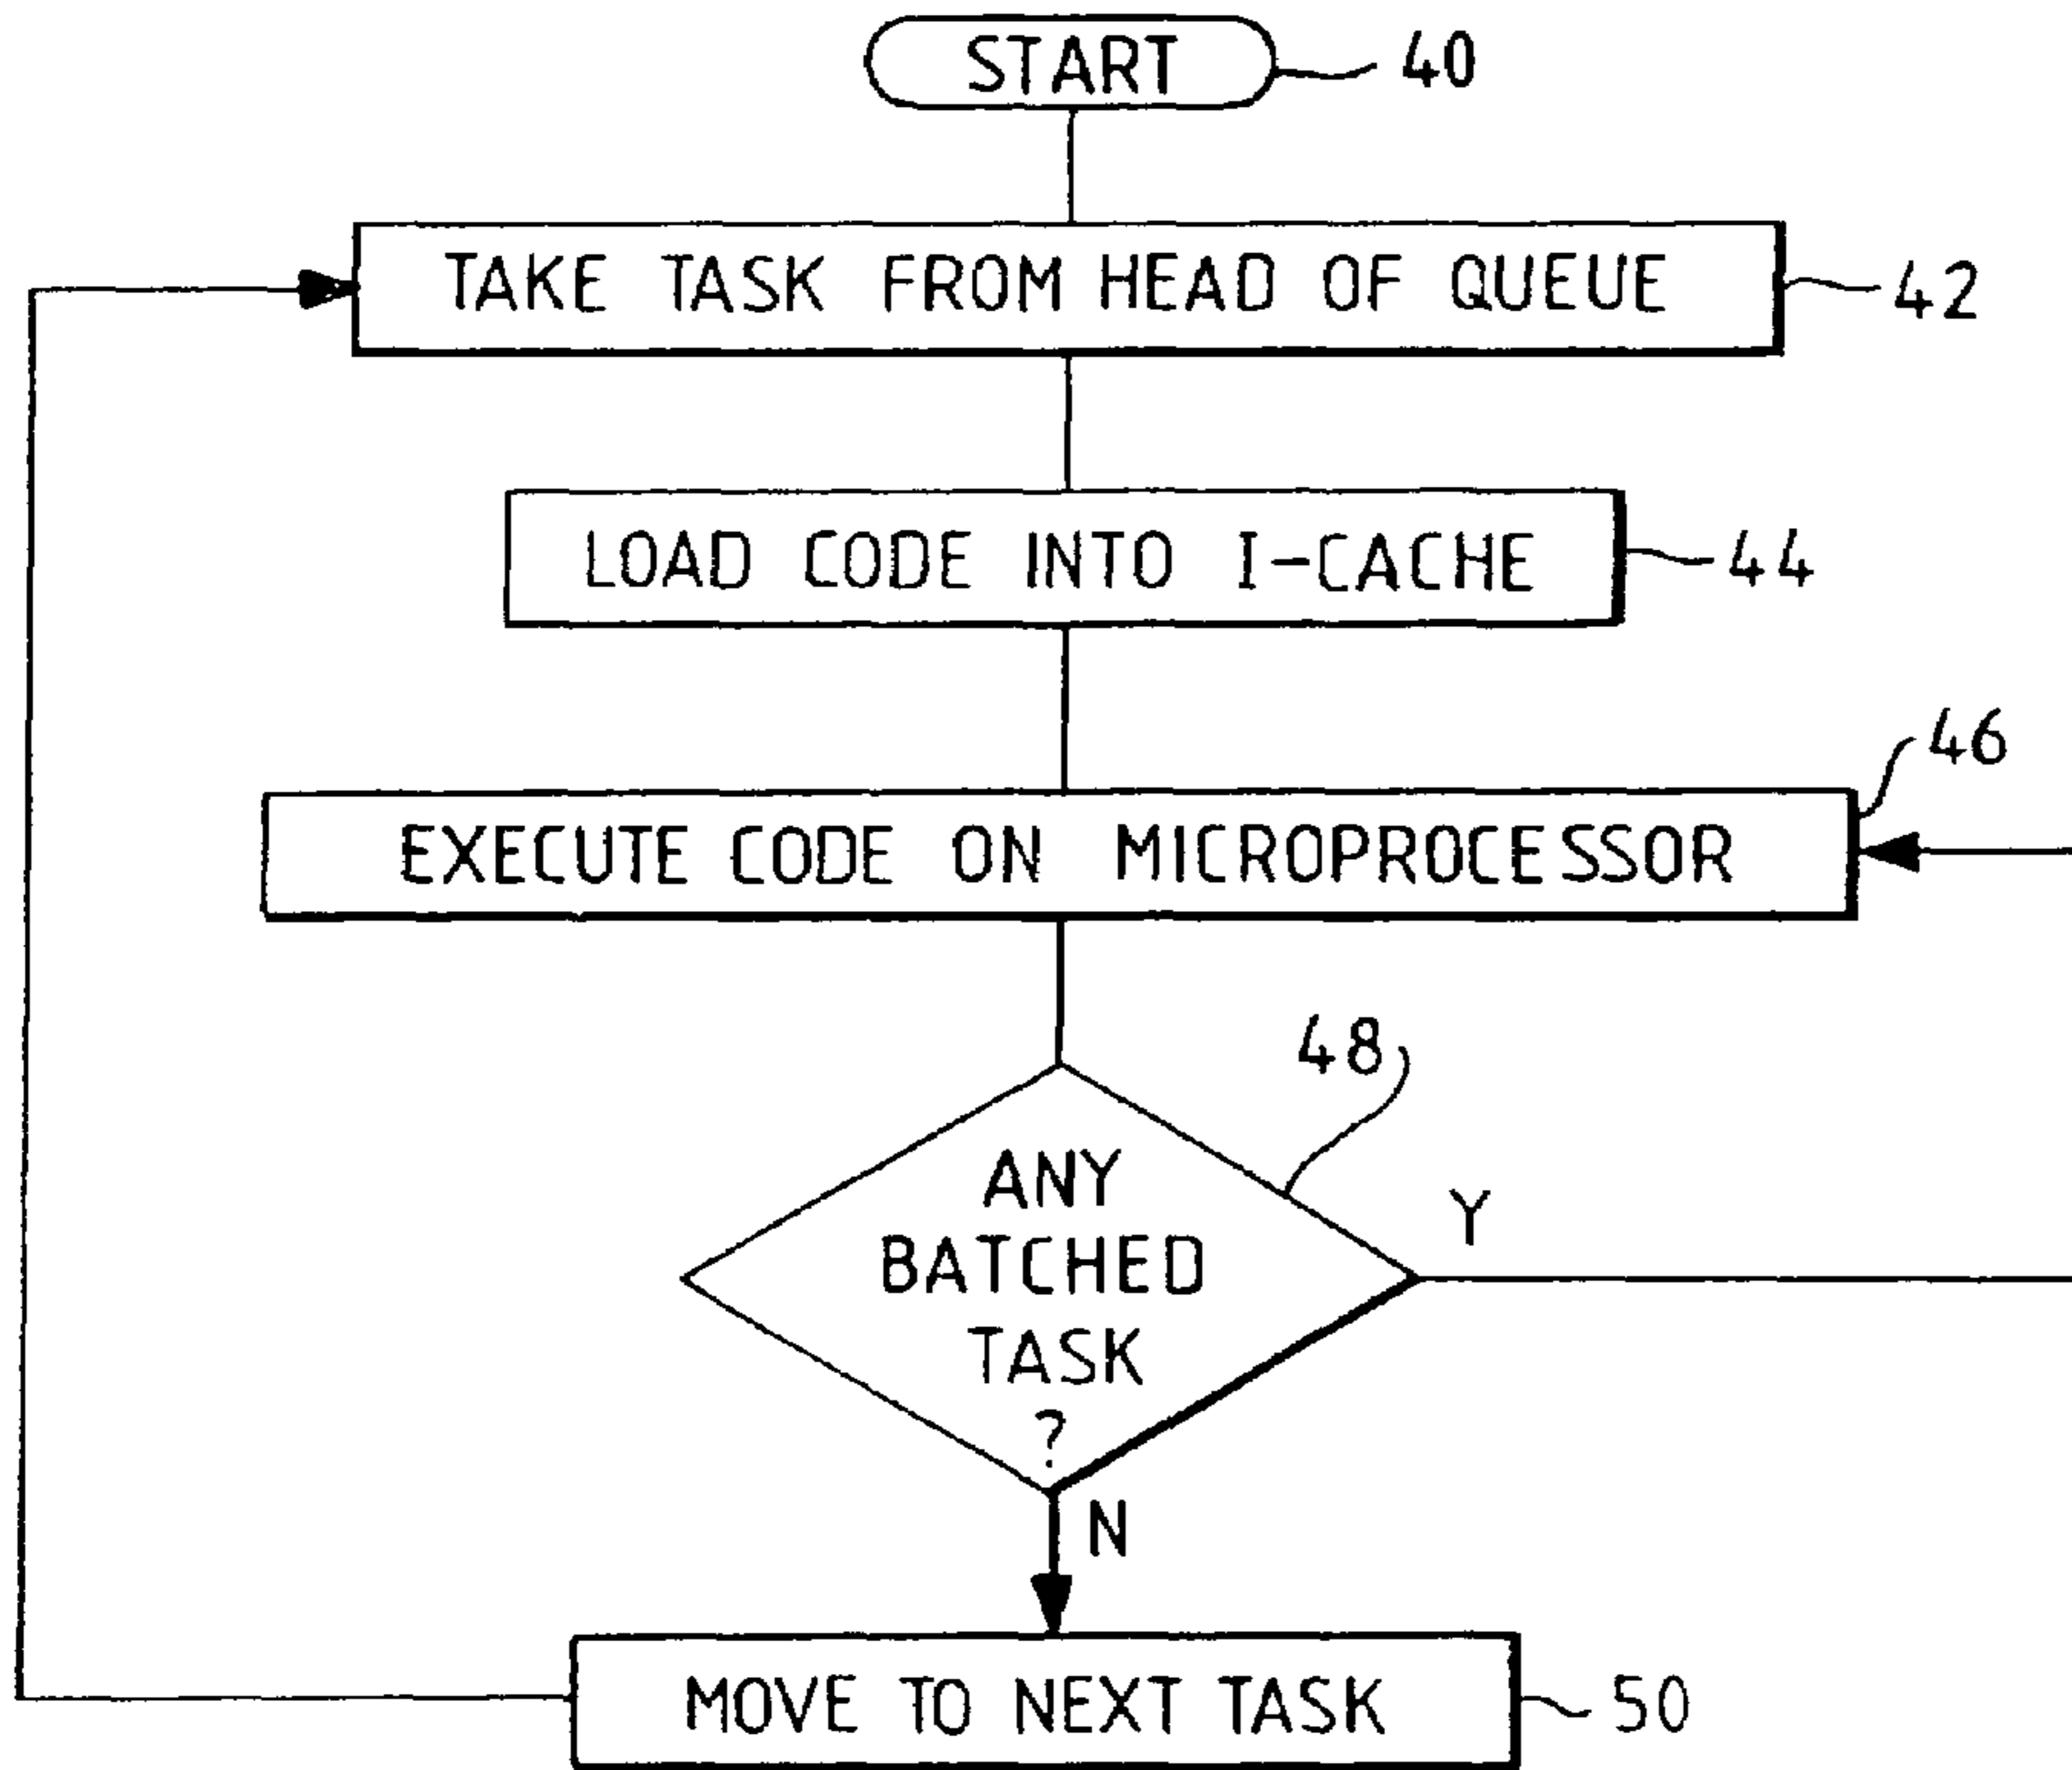 START
40
TAKE TASK FROM HEAD OF QUEUE
42
LOAD CODE INTO I-CACHE
44
46
EXECUTE CODE ON MICROPROCESSOR
48
ANY
BATCHED
TASK
?
Y
N
MOVE TO NEXT TASK
50